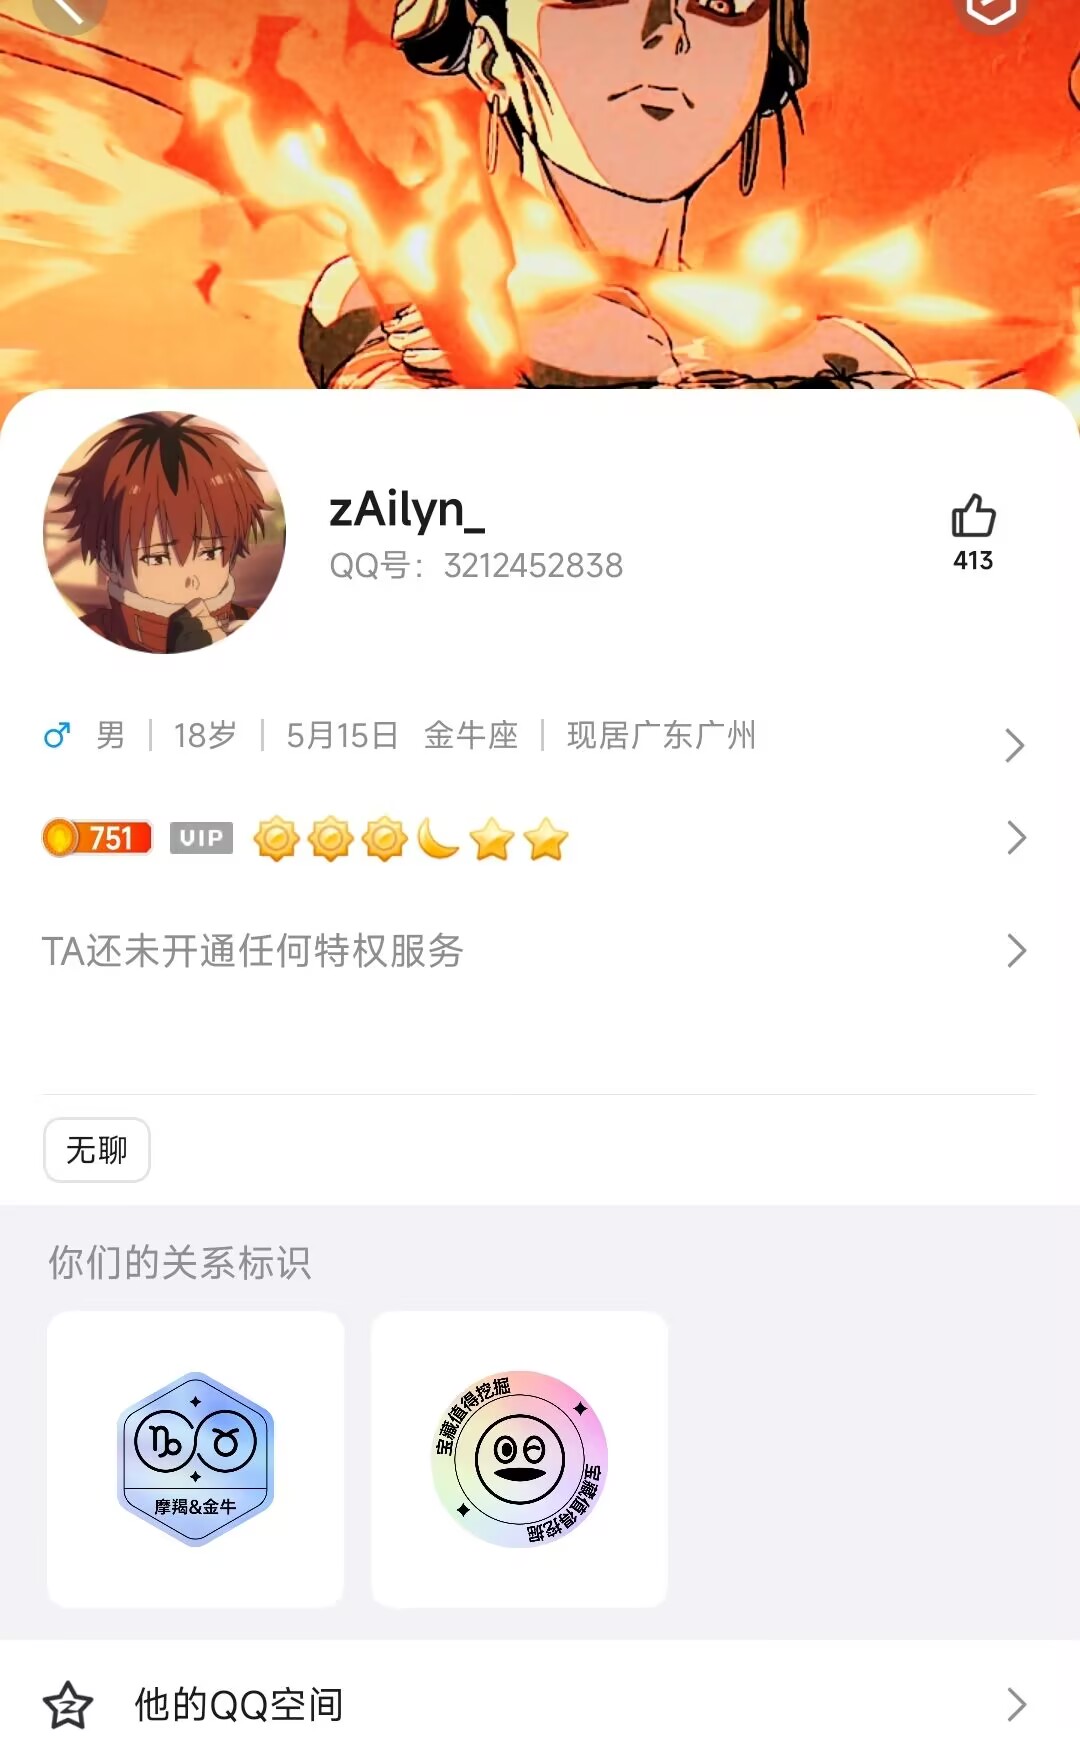 zAilyn_
QQ号：3212452838
413
男 | 18岁 | 5月15日 金牛座 | 现居广东广州
751 VIP
TA还未开通任何特权服务
无聊
你们的关系标识
摩羯&金牛
宝藏值得挖掘
宝藏值得挖掘
他的QQ空间